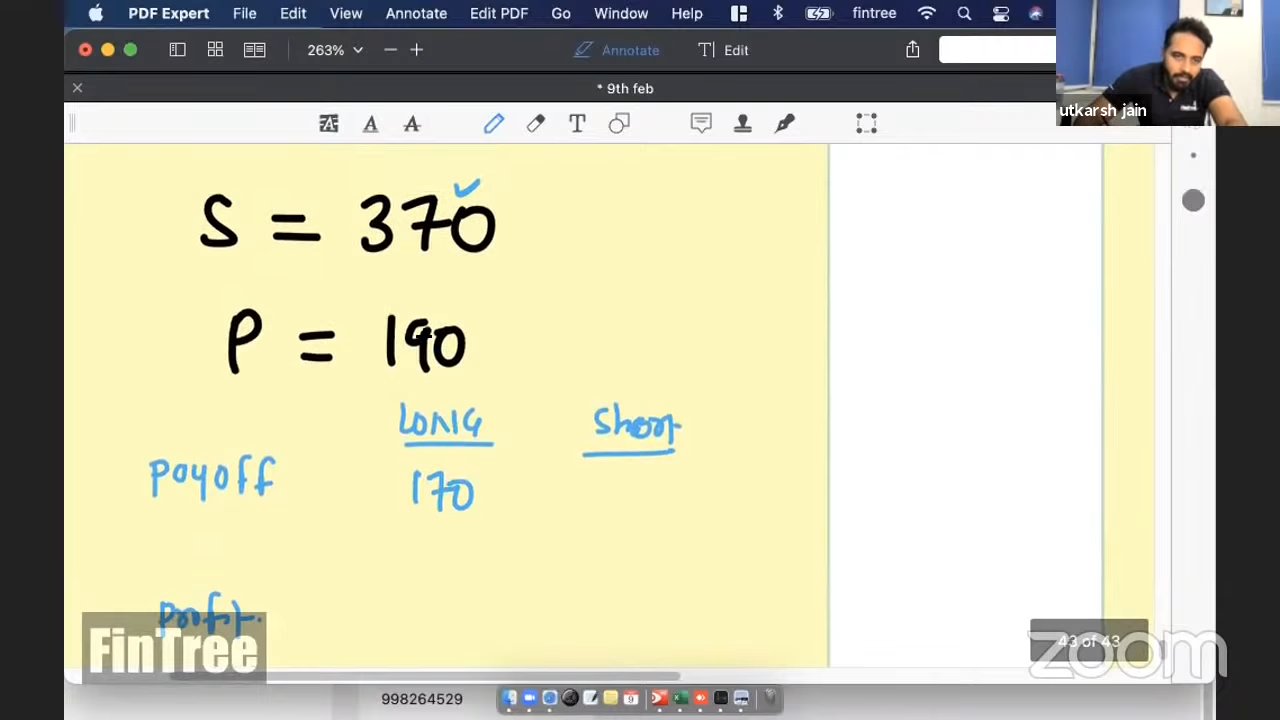 PDF Expert File Edit View Annotate Edit PDF Go Window Help fintree
263% Annotate T Edit
* 9th feb
utkarsh jain
S = 370
P = 190
LONG Short
payoff 170
profit.
FinTree
43 of 43
zoom
998264529